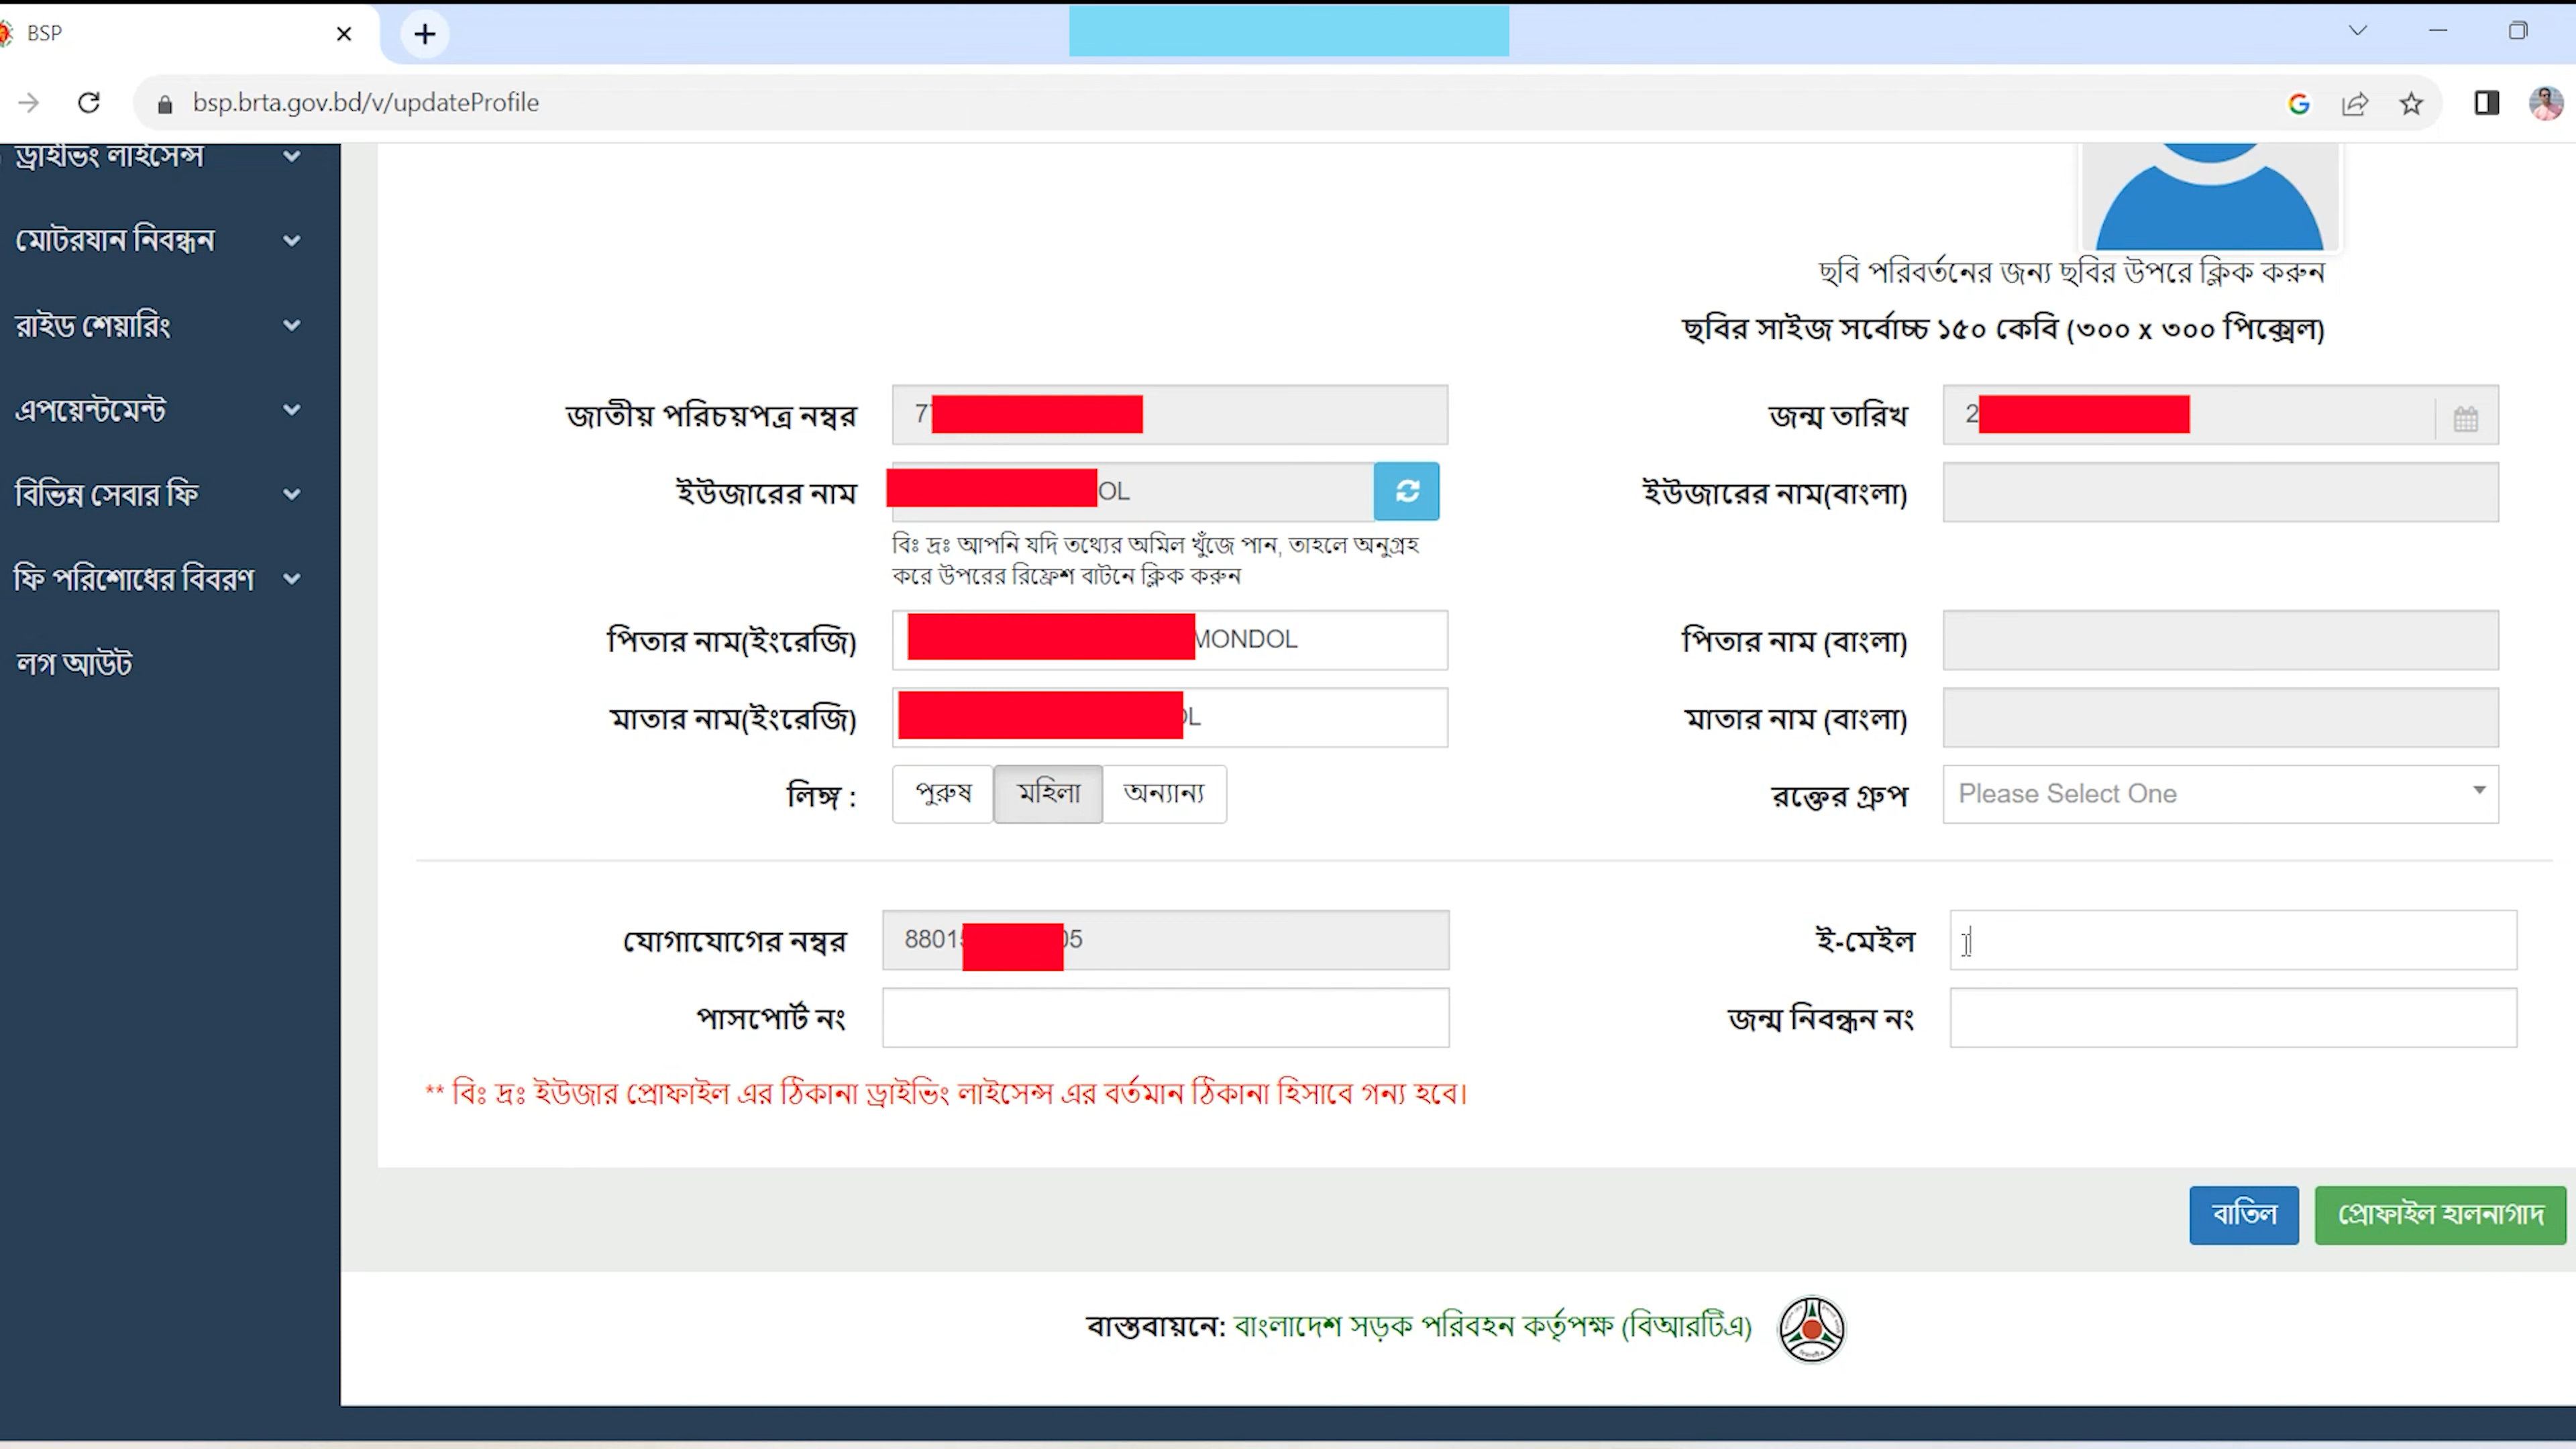 BSP
bsp.brta.gov.bd/v/updateProfile
ড্রাইভিং লাইসেন্স
মোটরযান নিবন্ধন
রাইড শেয়ারিং
এপয়েন্টমেন্ট
বিভিন্ন সেবার ফি
ফি পরিশোধের বিবরণ
লগ আউট
ছবি পরিবর্তনের জন্য ছবির উপরে ক্লিক করুন
ছবির সাইজ সর্বোচ্চ ১৫০ কেবি (৩০০ x ৩০০ পিক্সেল)
জাতীয় পরিচয়পত্র নম্বর 7
জন্ম তারিখ 2
ইউজারের নাম OL
ইউজারের নাম(বাংলা)
বিঃ দ্রঃ আপনি যদি তথ্যের অমিল খুঁজে পান, তাহলে অনুগ্রহ
করে উপরের রিফ্রেশ বাটনে ক্লিক করুন
পিতার নাম(ইংরেজি) MONDOL
পিতার নাম (বাংলা)
মাতার নাম(ইংরেজি) OL
মাতার নাম (বাংলা)
লিঙ্গ : পুরুষ মহিলা অন্যান্য
রক্তের গ্রুপ Please Select One
যোগাযোগের নম্বর 8801 05
ই-মেইল
পাসপোর্ট নং
জন্ম নিবন্ধন নং
** বিঃ দ্রঃ ইউজার প্রোফাইল এর ঠিকানা ড্রাইভিং লাইসেন্স এর বর্তমান ঠিকানা হিসাবে গন্য হবে।
বাতিল
প্রোফাইল হালনাগাদ
বাস্তবায়নে: বাংলাদেশ সড়ক পরিবহন কর্তৃপক্ষ (বিআরটিএ)